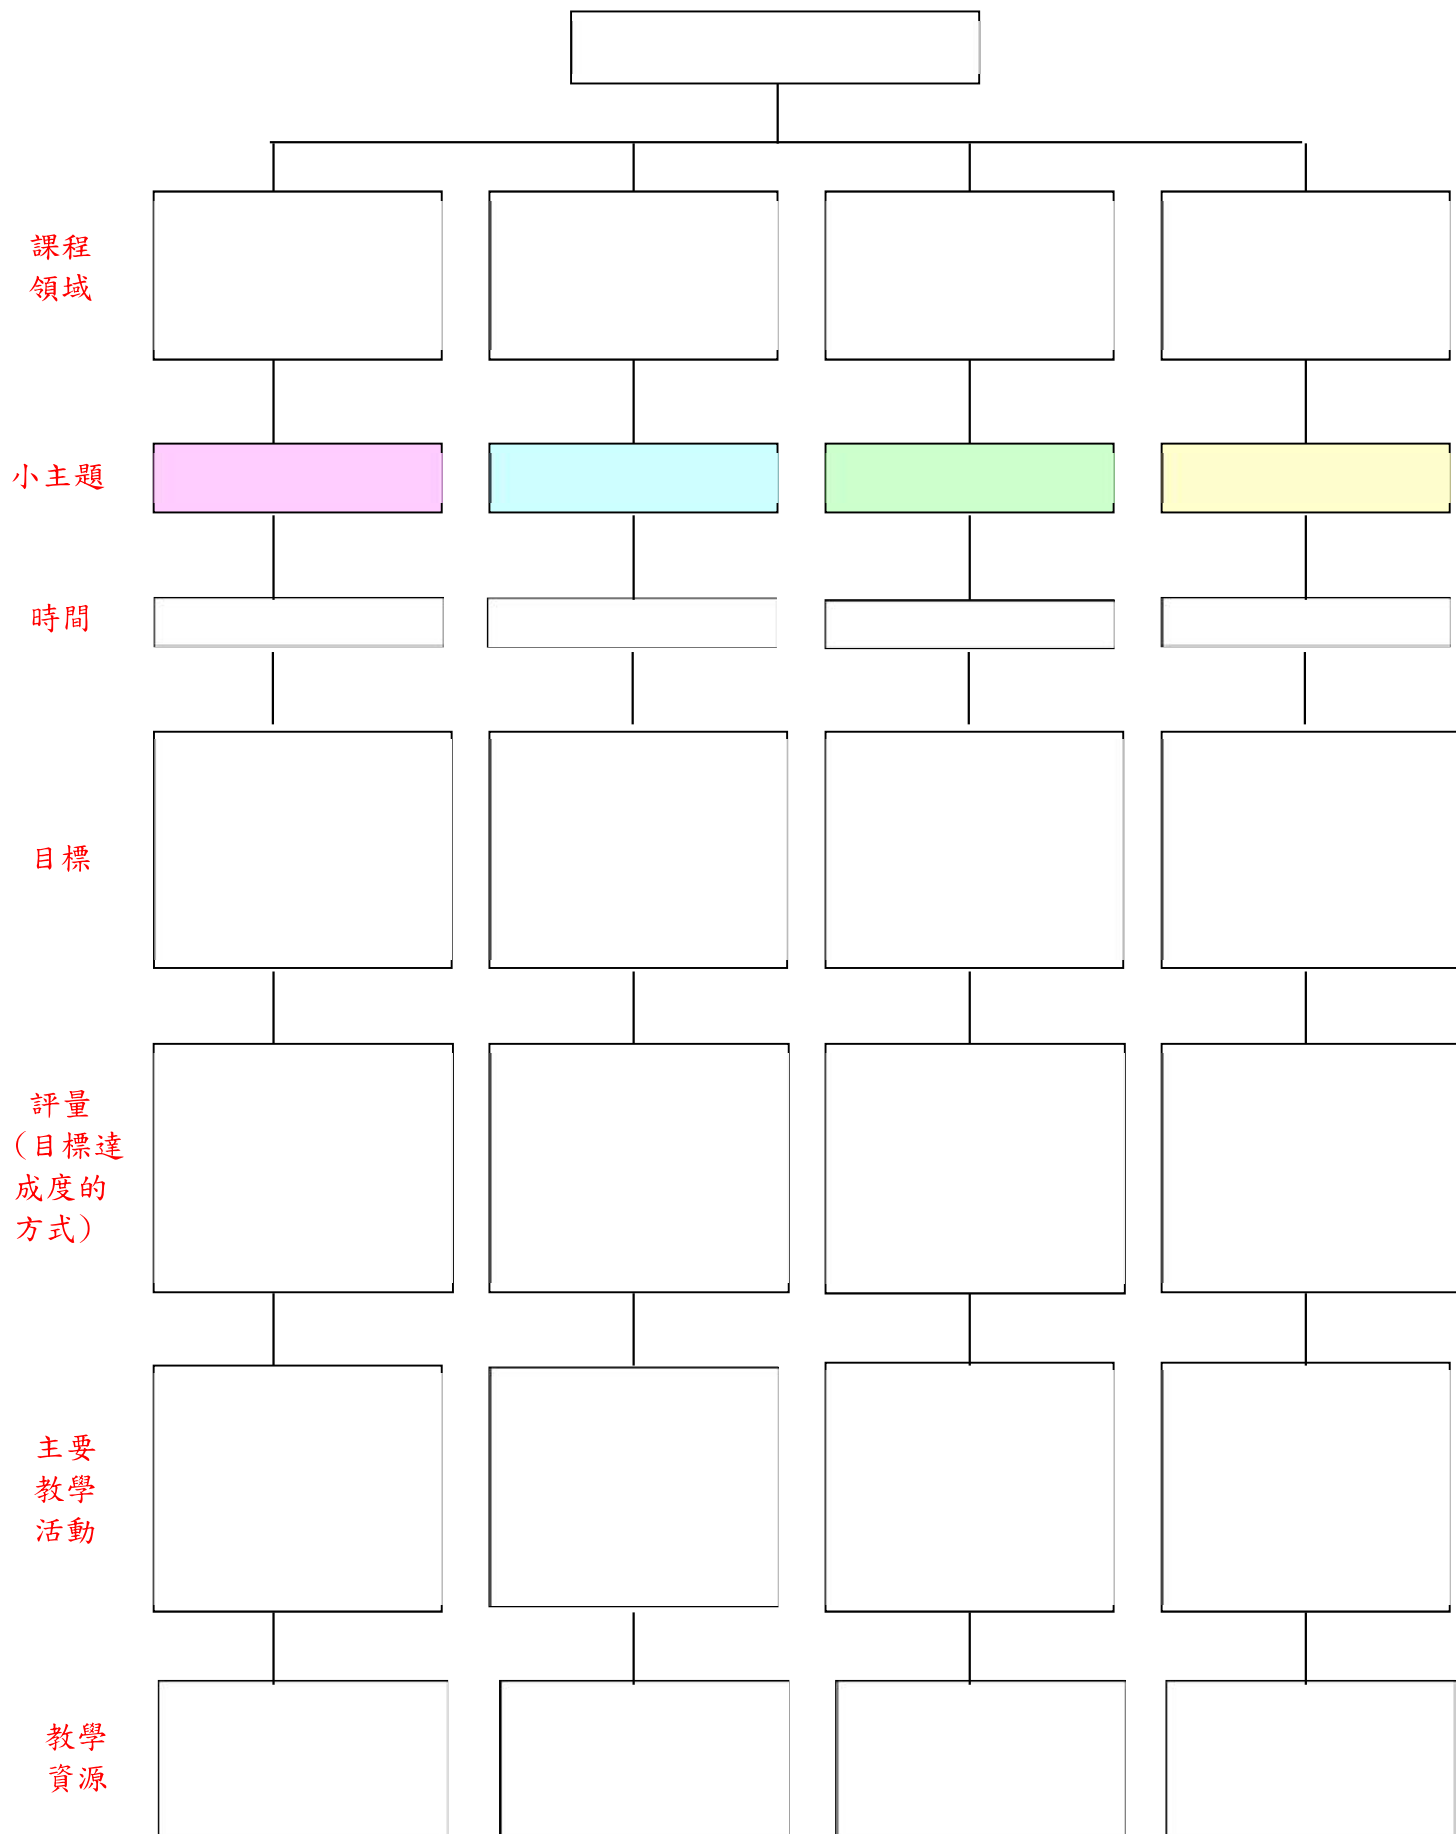 課程
領域
小主題
時間
目標
評量
（目標達
成度的
方式）
主要
教學
活動
教學
資源